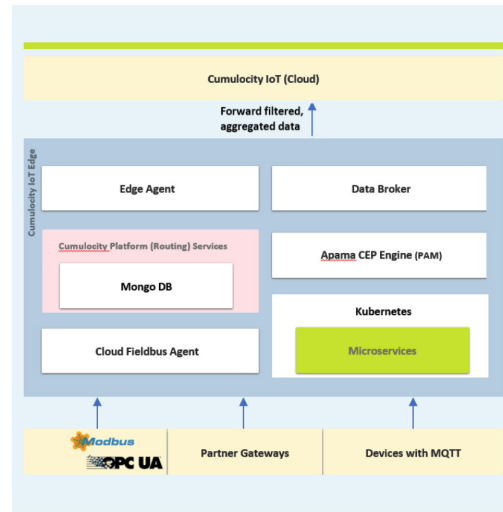 Cumulocity IoT (Cloud)
Forward filtered,
aggregated data
Cumulocity IoT Edge
Edge Agent
Data Broker
Cumulocity Platform (Routing) Services
Mongo DB
Apama CEP Engine (PAM)
Kubernetes
Microservices
Cloud Fieldbus Agent
Modbus
OPC UA
Partner Gateways
Devices with MQTT